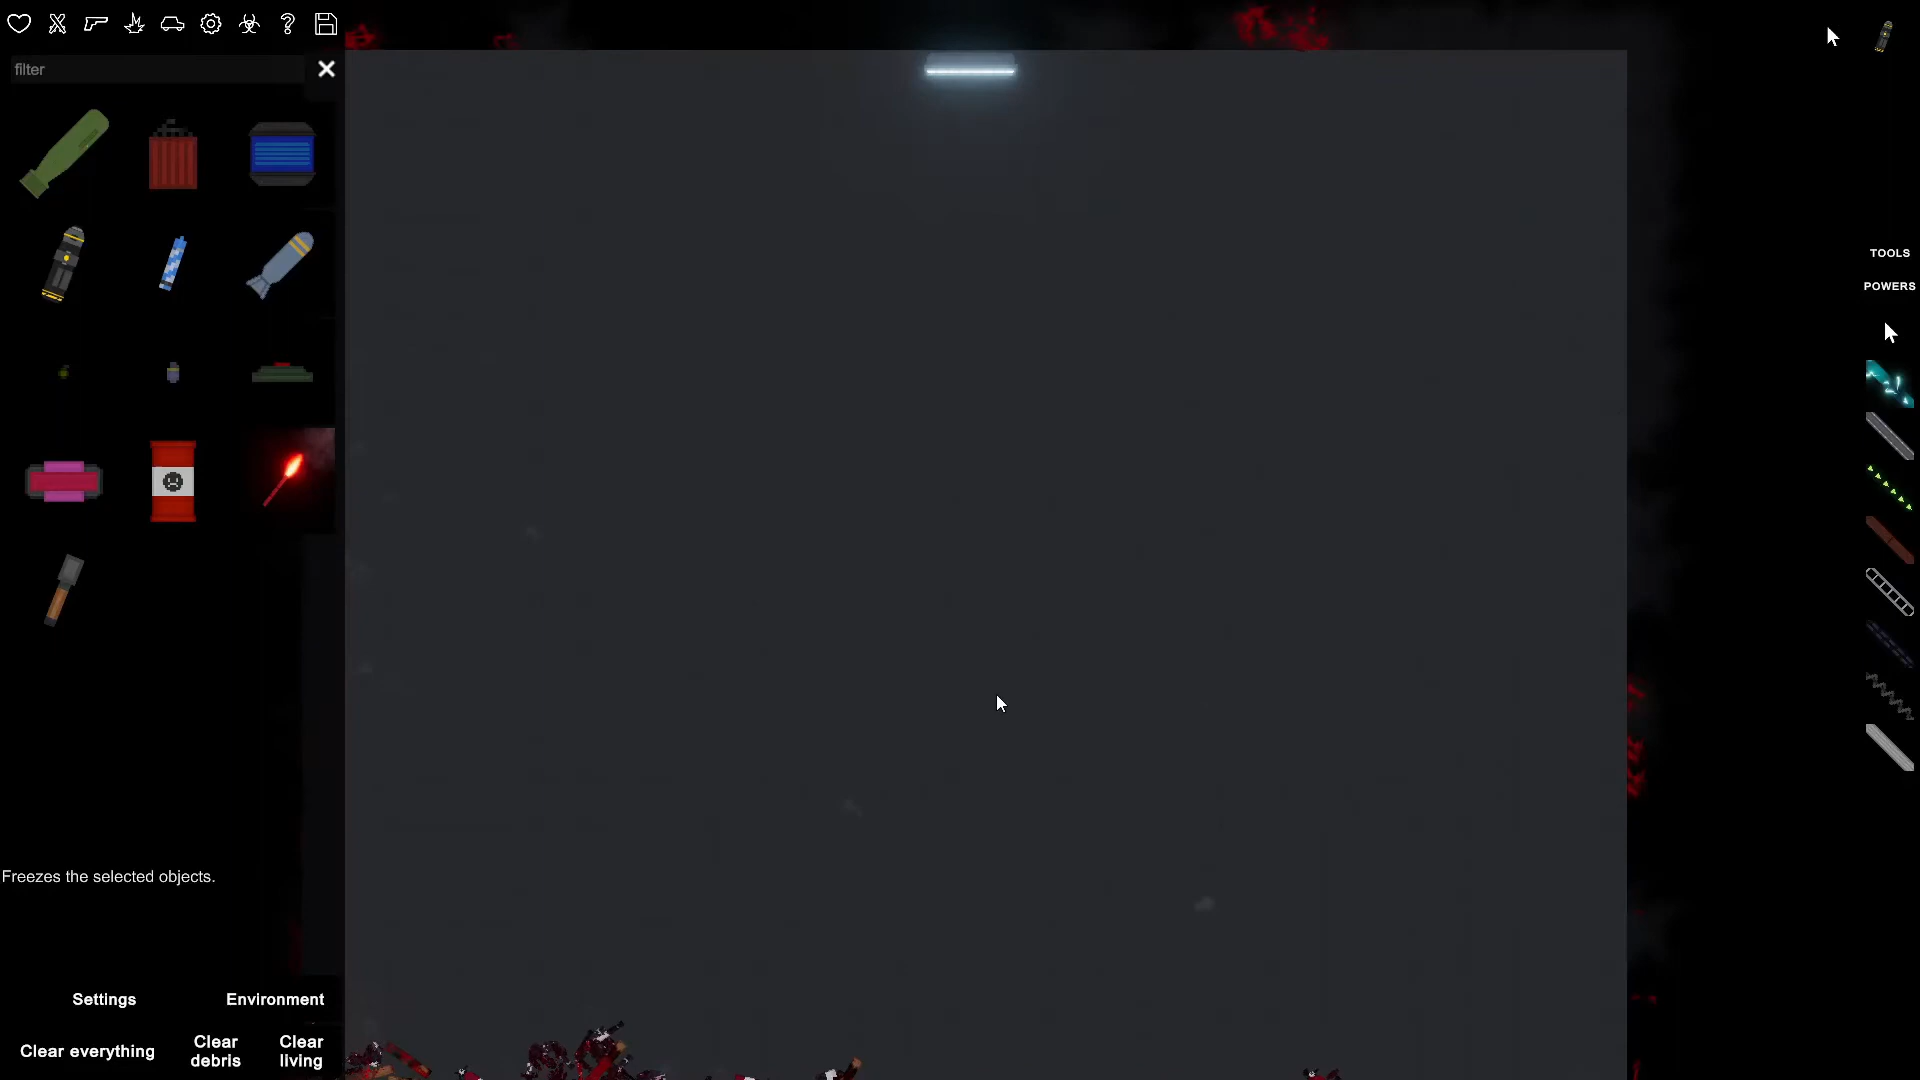 filter
TOOLS
POWERS
Freezes the selected objects.
Settings
Environment
Clear everything
Clear
debris
Clear
living